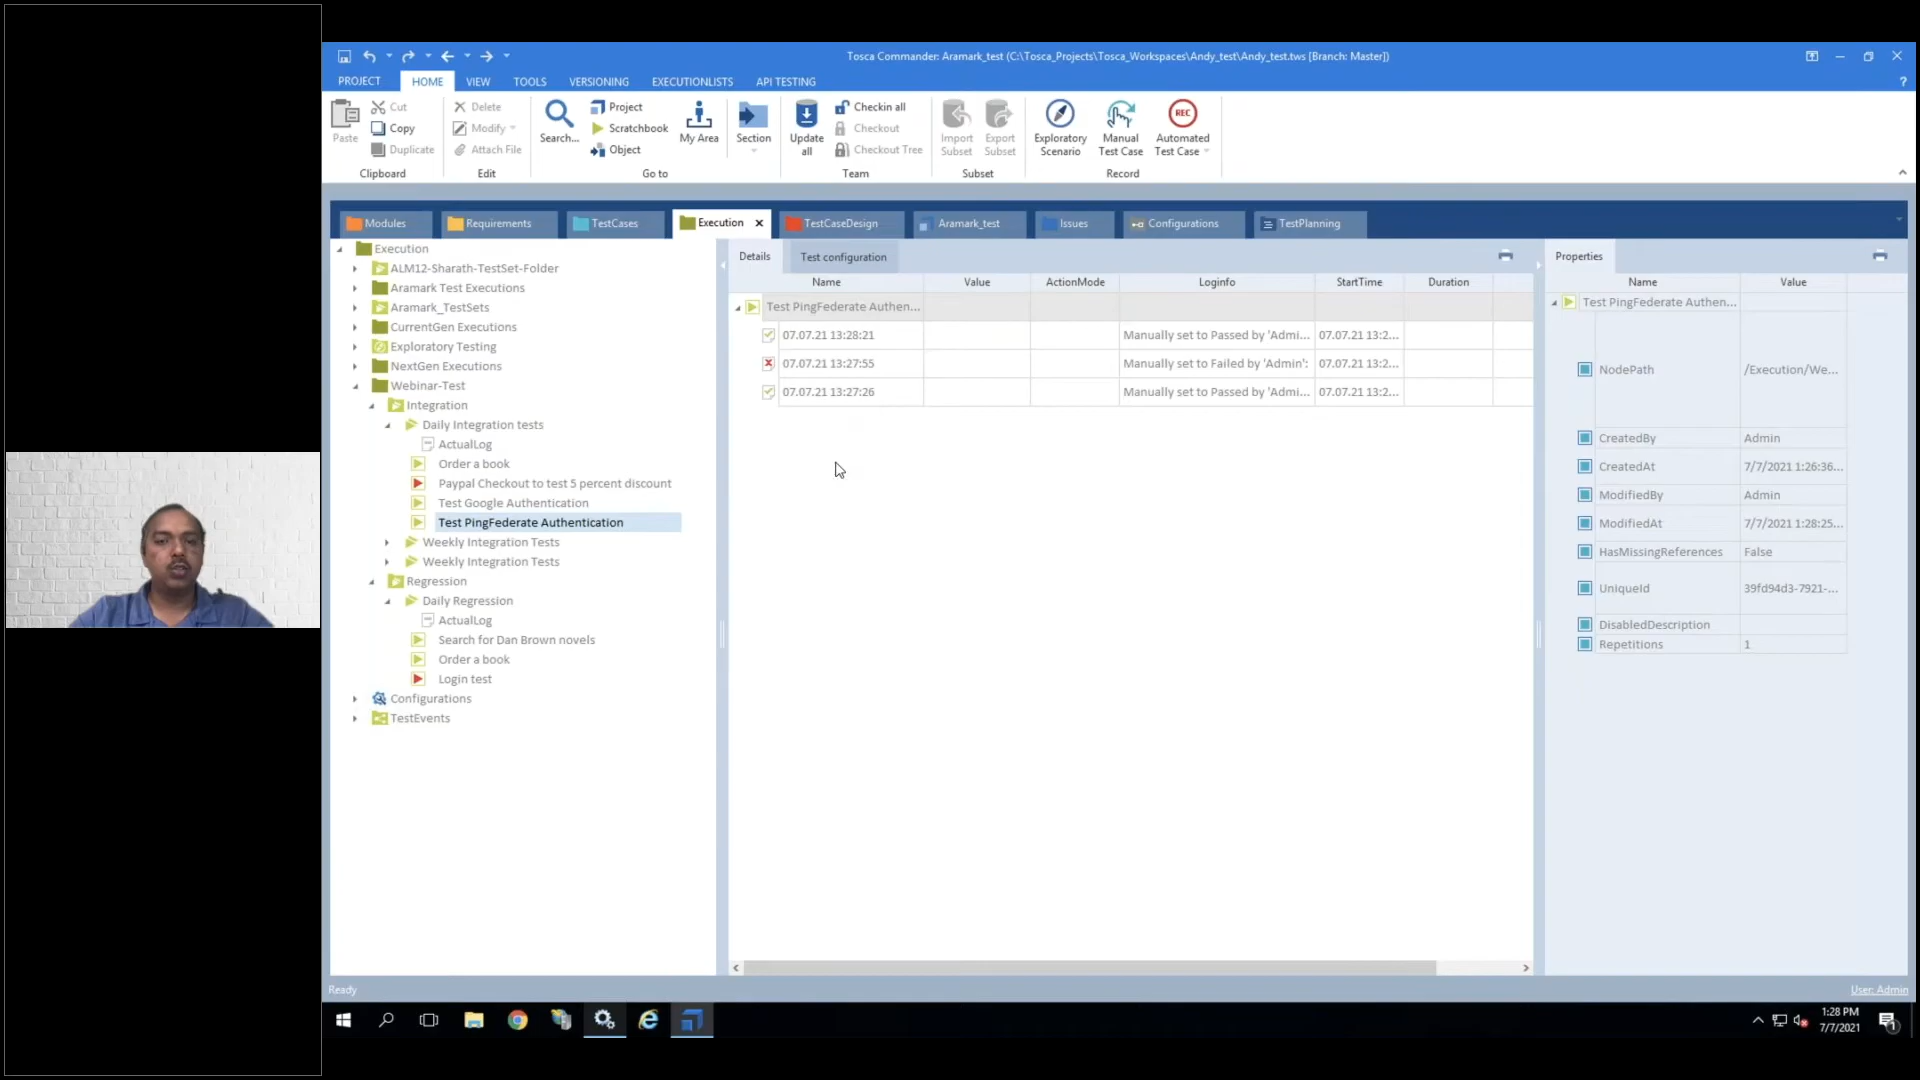 Tosca Commander: Aramark_test (C:\Tosca_Projects\Tosca_Workspaces\Andy_test\Andy_test.tws [Branch: Master])
PROJECT HOME VIEW TOOLS VERSIONING EXECUTIONLISTS API TESTING ?
Paste
Cut
Copy
Duplicate
Clipboard
Delete
Modify
Attach File
Edit
Search...
Project
Scratchbook
Object
My Area
Section
Go to
Update all
Checkin all
Checkout
Checkout Tree
Team
Import Subset
Export Subset
Subset
Exploratory Scenario
Manual Test Case
REC
Automated Test Case
Record
Modules Requirements TestCases Execution TestCaseDesign Aramark_test Issues Configurations TestPlanning
Execution
ALM12-Sharath-TestSet-Folder
Aramark Test Executions
Aramark_TestSets
CurrentGen Executions
Exploratory Testing
NextGen Executions
Webinar-Test
Integration
Daily Integration tests
ActualLog
Order a book
Paypal Checkout to test 5 percent discount
Test Google Authentication
Test PingFederate Authentication
Weekly Integration Tests
Weekly Integration Tests
Regression
Daily Regression
ActualLog
Search for Dan Brown novels
Order a book
Login test
Configurations
TestEvents
Details Test configuration
Name Value ActionMode Loginfo StartTime Duration
Test PingFederate Authen...
07.07.21 13:28:21 Manually set to Passed by 'Admi... 07.07.21 13:2...
07.07.21 13:27:55 Manually set to Failed by 'Admin': 07.07.21 13:2...
07.07.21 13:27:26 Manually set to Passed by 'Admi... 07.07.21 13:2...
Properties
Name Value
Test PingFederate Authen...
NodePath /Execution/We...
CreatedBy Admin
CreatedAt 7/7/2021 1:26:36...
ModifiedBy Admin
ModifiedAt 7/7/2021 1:28:25...
HasMissingReferences False
UniqueId 39fd94d3-7921-...
DisabledDescription
Repetitions 1
Ready
User: Admin
1:28 PM
7/7/2021
1